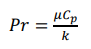 Pr = μC_p / k